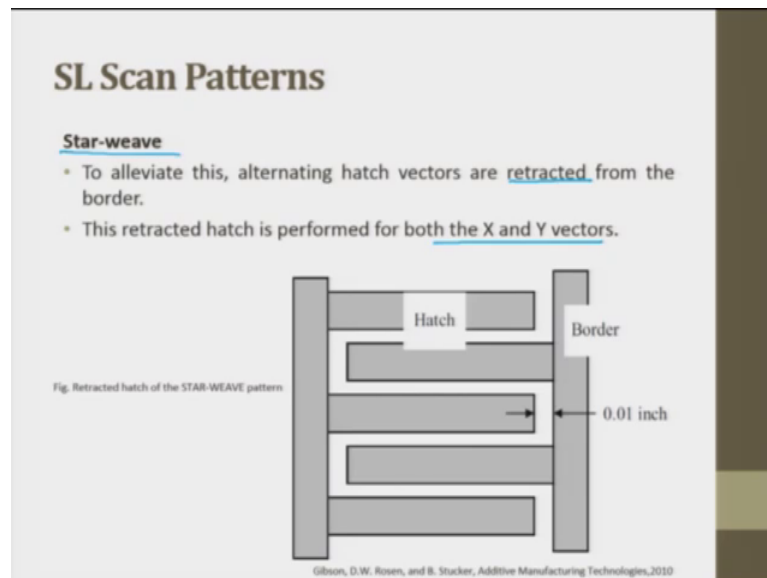 SL Scan Patterns
Star-weave
• To alleviate this, alternating hatch vectors are retracted from the
border.
• This retracted hatch is performed for both the X and Y vectors.
Hatch
Border
Fig. Retracted hatch of the STAR-WEAVE pattern
0.01 inch
Gibson, D.W. Rosen, and B. Stucker, Additive Manufacturing Technologies,2010